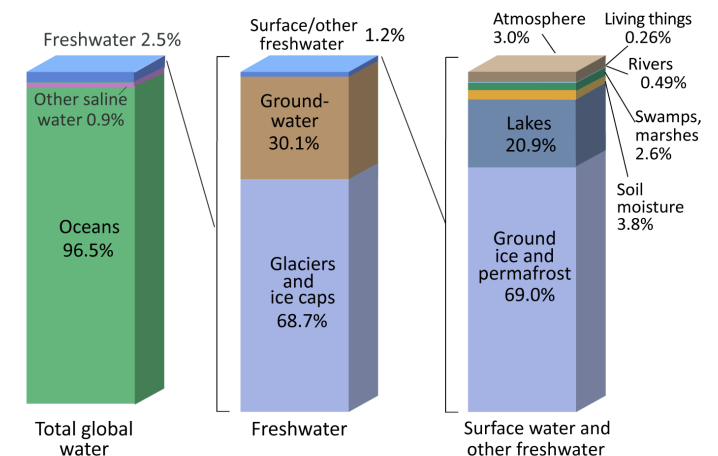 Freshwater 2.5%
Other saline
water 0.9%
Oceans
96.5%
Total global
water
Surface/other
freshwater
1.2%
Ground-
water
30.1%
Glaciers
and
ice caps
68.7%
Freshwater
Atmosphere
3.0%
Living things
0.26%
Rivers
0.49%
Swamps,
marshes
2.6%
Soil
moisture
3.8%
Lakes
20.9%
Ground
ice and
permafrost
69.0%
Surface water and
other freshwater